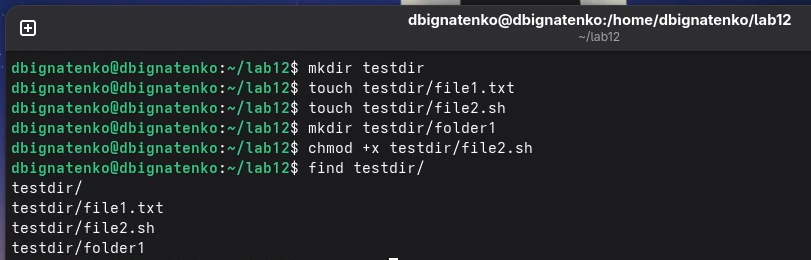 dbignatenko@dbignatenko:/home/dbignatenko/lab12
~/lab12
dbignatenko@dbignatenko:~/lab12$ mkdir testdir
dbignatenko@dbignatenko:~/lab12$ touch testdir/file1.txt
dbignatenko@dbignatenko:~/lab12$ touch testdir/file2.sh
dbignatenko@dbignatenko:~/lab12$ mkdir testdir/folder1
dbignatenko@dbignatenko:~/lab12$ chmod +x testdir/file2.sh
dbignatenko@dbignatenko:~/lab12$ find testdir/
testdir/
testdir/file1.txt
testdir/file2.sh
testdir/folder1